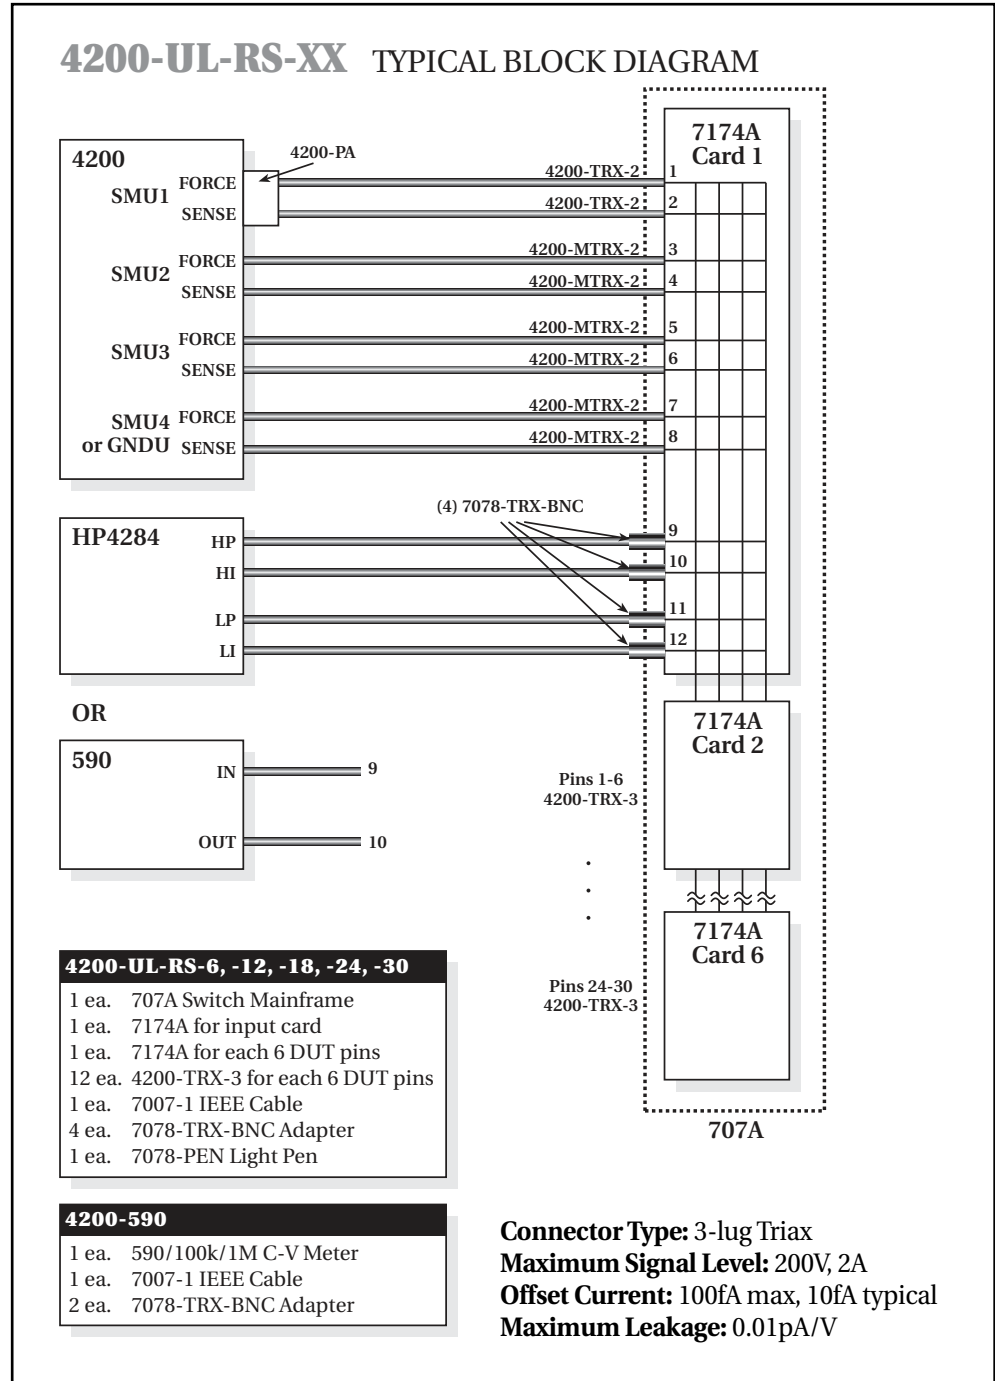 4200-UL-RS-XX TYPICAL BLOCK DIAGRAM
4200
4200-PA
SMU1
FORCE
SENSE
SMU2
FORCE
SENSE
SMU3
FORCE
SENSE
SMU4
or GNDU
FORCE
SENSE
4200-TRX-2
4200-TRX-2
4200-MTRX-2
4200-MTRX-2
4200-MTRX-2
4200-MTRX-2
4200-MTRX-2
4200-MTRX-2
7174A
Card 1
1
2
3
4
5
6
7
8
(4) 7078-TRX-BNC
HP4284
HP
HI
LP
LI
9
10
11
12
OR
590
IN
9
OUT
10
7174A
Card 2
Pins 1-6
4200-TRX-3
.
.
.
7174A
Card 6
Pins 24-30
4200-TRX-3
707A
4200-UL-RS-6, -12, -18, -24, -30
1 ea. 707A Switch Mainframe
1 ea. 7174A for input card
1 ea. 7174A for each 6 DUT pins
12 ea. 4200-TRX-3 for each 6 DUT pins
1 ea. 7007-1 IEEE Cable
4 ea. 7078-TRX-BNC Adapter
1 ea. 7078-PEN Light Pen
4200-590
1 ea. 590/100k/1M C-V Meter
1 ea. 7007-1 IEEE Cable
2 ea. 7078-TRX-BNC Adapter
Connector Type: 3-lug Triax
Maximum Signal Level: 200V, 2A
Offset Current: 100fA max, 10fA typical
Maximum Leakage: 0.01pA/V